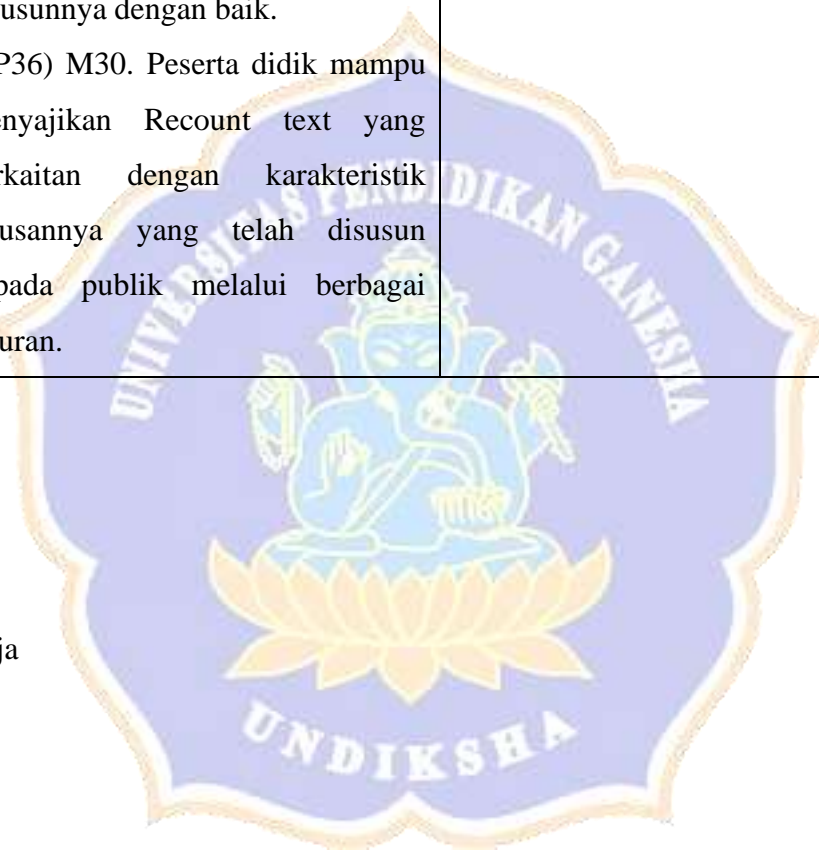 usunnya dengan baik.
P36) M30. Peserta didik mampu
enyajikan Recount text yang
rkaitan dengan karakteristik
usannya yang telah disusun
pada publik melalui berbagai
uran.
UNIVERSITAS PENDIDIKAN GANESHA
ja
UNDIKSHA